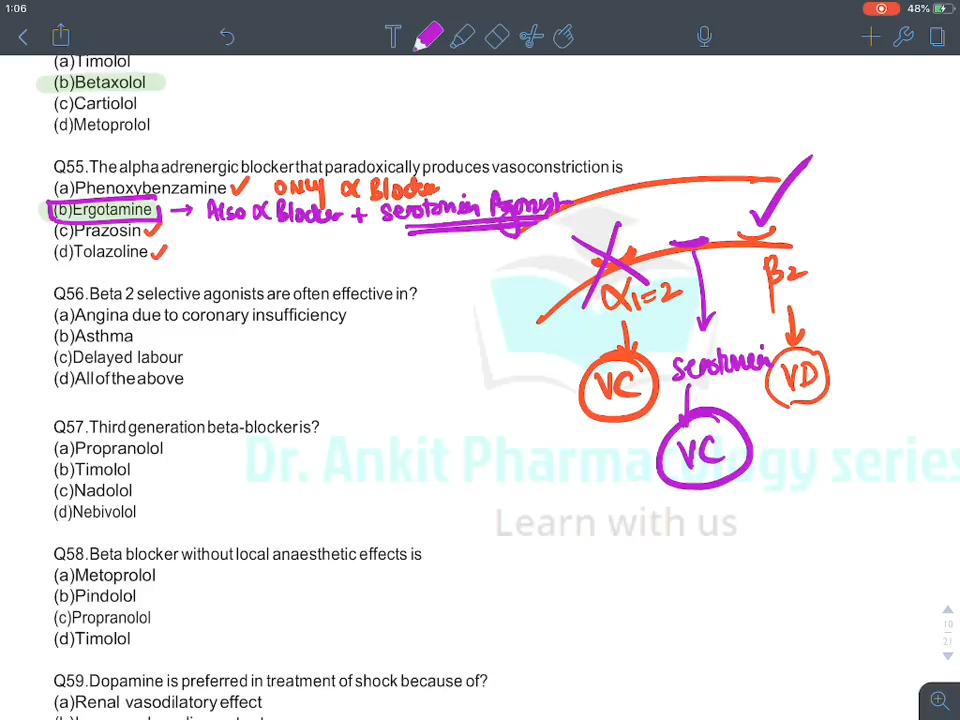 1:06
48%
T
(a)Timolol
(b)Betaxolol
(c)Cartiolol
(d)Metoprolol
Q55.The alpha adrenergic blocker that paradoxically produces vasoconstriction is
(a)Phenoxybenzamine ✓ only α Blocker
(b)Ergotamine → Also α Blocker + Serotonin Agonist
(c)Prazosin ✓
(d)Tolazoline ✓
α1=2
β2
VC
serotonin
VD
VC
Q56.Beta 2 selective agonists are often effective in?
(a)Angina due to coronary insufficiency
(b)Asthma
(c)Delayed labour
(d)All of the above
Q57.Third generation beta-blocker is?
(a)Propranolol
(b)Timolol
(c)Nadolol
(d)Nebivolol
Dr. Ankit Pharmacology series
Learn with us
Q58.Beta blocker without local anaesthetic effects is
(a)Metoprolol
(b)Pindolol
(c)Propranolol
(d)Timolol
Q59.Dopamine is preferred in treatment of shock because of?
(a)Renal vasodilatory effect
10
21